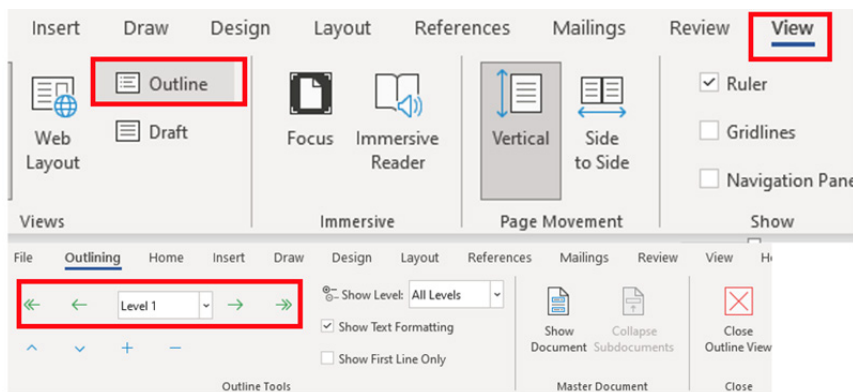 Insert Draw Design Layout References Mailings Review View
Outline
Draft
Web
Layout
Views
Focus
Immersive
Reader
Immersive
Vertical
Side
to Side
Page Movement
Ruler
Gridlines
Navigation Pane
Show
File Outlining Home Insert Draw Design Layout References Mailings Review View
Level 1
Show Level: All Levels
Show Text Formatting
Show First Line Only
Outline Tools
Show
Document
Collapse
Subdocuments
Master Document
Close
Outline View
Close